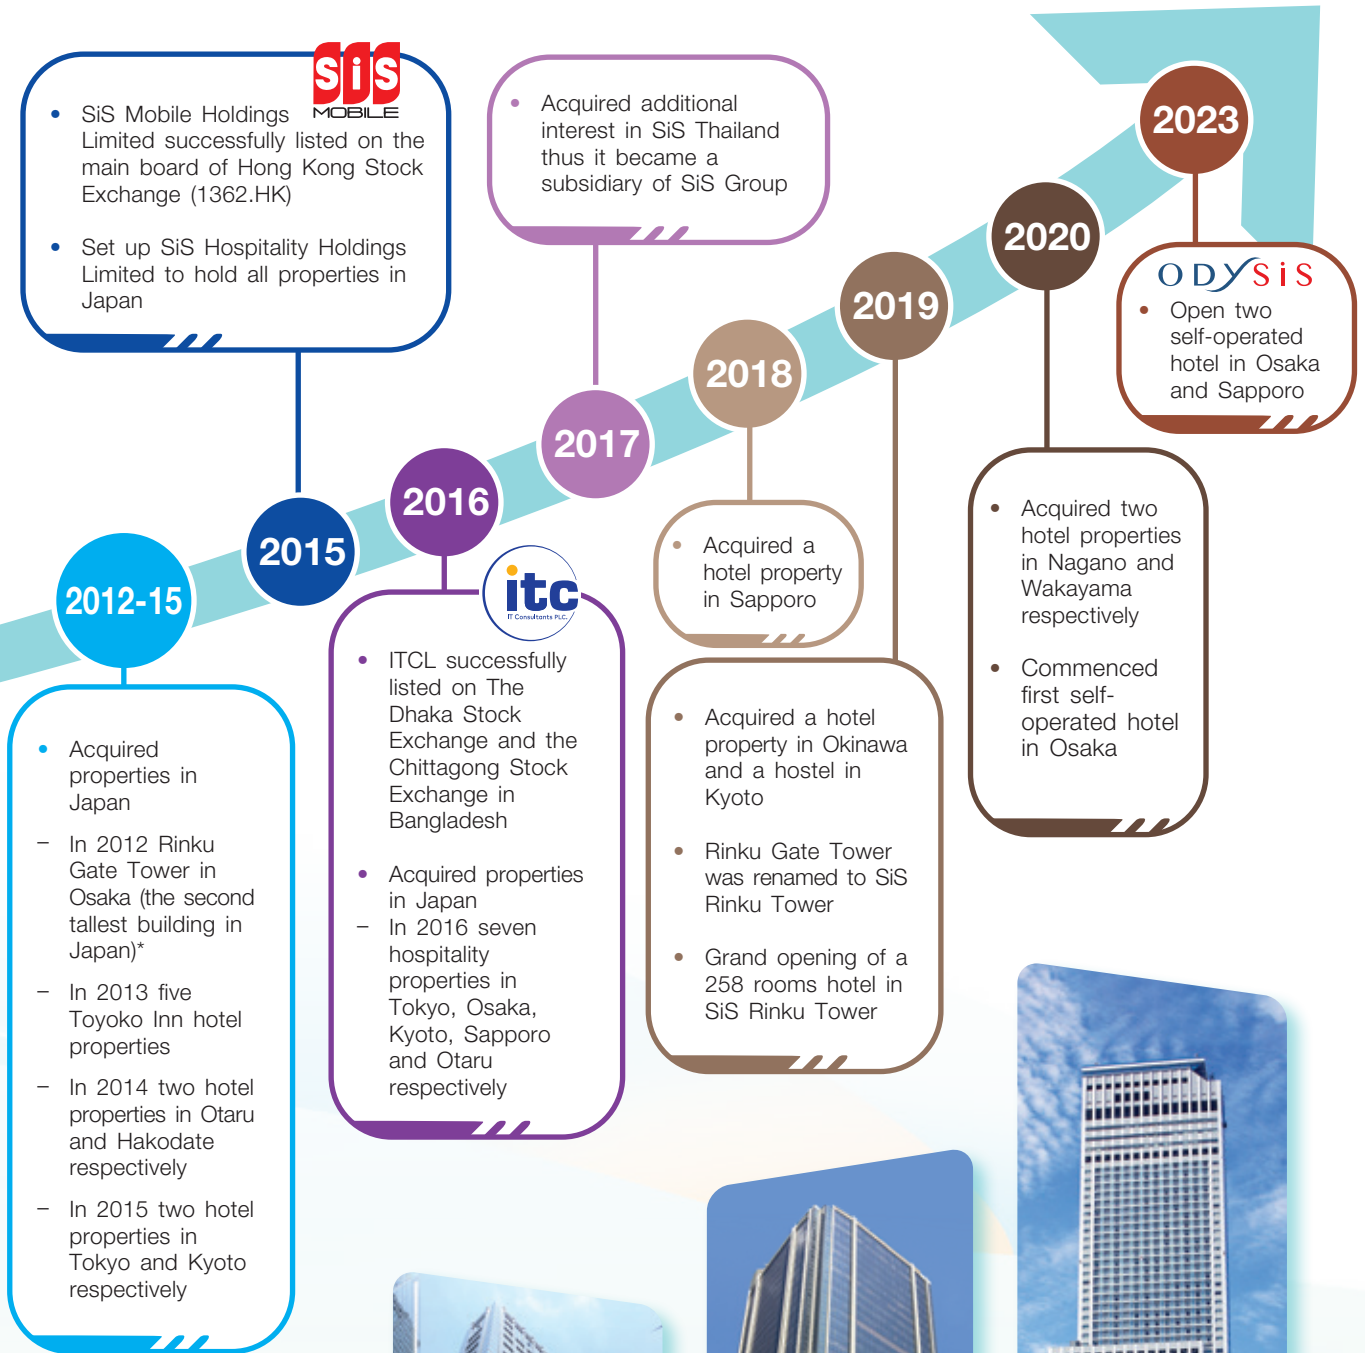 SiS
MOBILE
• SiS Mobile Holdings
Limited successfully listed on the
main board of Hong Kong Stock
Exchange (1362.HK)
• Set up SiS Hospitality Holdings
Limited to hold all properties in
Japan
• Acquired additional
interest in SiS Thailand
thus it became a
subsidiary of SiS Group
2012-15
2015
2016
2017
2018
2019
2020
2023
• Acquired
properties in
Japan
– In 2012 Rinku
Gate Tower in
Osaka (the second
tallest building in
Japan)*
– In 2013 five
Toyoko Inn hotel
properties
– In 2014 two hotel
properties in Otaru
and Hakodate
respectively
– In 2015 two hotel
properties in
Tokyo and Kyoto
respectively
itc
IT Consultants PLC.
• ITCL successfully
listed on The
Dhaka Stock
Exchange and the
Chittagong Stock
Exchange in
Bangladesh
• Acquired properties
in Japan
– In 2016 seven
hospitality
properties in
Tokyo, Osaka,
Kyoto, Sapporo
and Otaru
respectively
• Acquired a
hotel property
in Sapporo
• Acquired a hotel
property in Okinawa
and a hostel in
Kyoto
• Rinku Gate Tower
was renamed to SiS
Rinku Tower
• Grand opening of a
258 rooms hotel in
SiS Rinku Tower
• Acquired two
hotel properties
in Nagano and
Wakayama
respectively
• Commenced
first self-
operated hotel
in Osaka
ODYSiS
• Open two
self-operated
hotel in Osaka
and Sapporo